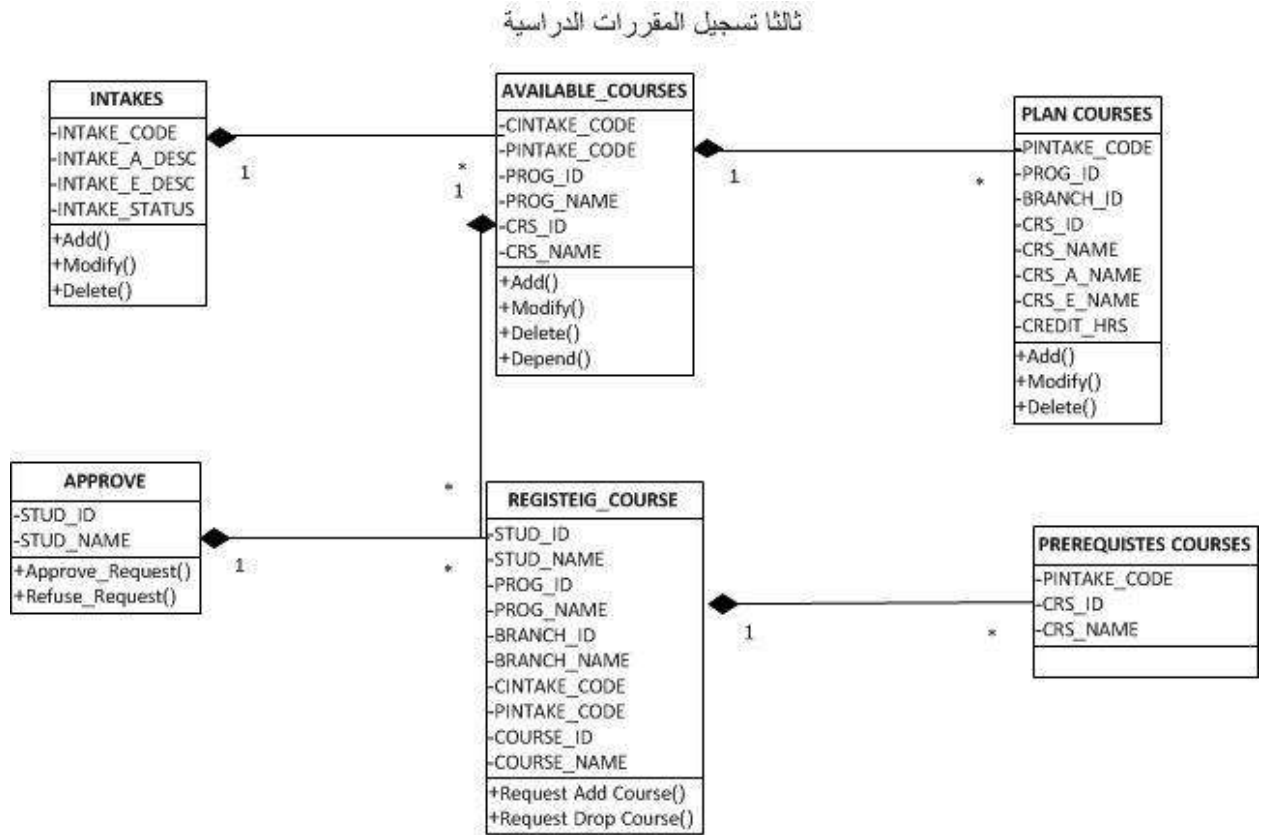 ثالثا تسجيل المقررات الدراسية
INTAKES
-INTAKE_CODE
-INTAKE_A_DESC
-INTAKE_E_DESC
-INTAKE_STATUS
+Add()
+Modify()
+Delete()
1
*
AVAILABLE_COURSES
-CINTAKE_CODE
-PINTAKE_CODE
-PROG_ID
-PROG_NAME
-CRS_ID
-CRS_NAME
+Add()
+Modify()
+Delete()
+Depend()
1
*
1
*
PLAN COURSES
-PINTAKE_CODE
-PROG_ID
-BRANCH_ID
-CRS_ID
-CRS_NAME
-CRS_A_NAME
-CRS_E_NAME
-CREDIT_HRS
+Add()
+Modify()
+Delete()
APPROVE
-STUD_ID
-STUD_NAME
+Approve_Request()
+Refuse_Request()
1
*
REGISTEIG_COURSE
-STUD_ID
-STUD_NAME
-PROG_ID
-PROG_NAME
-BRANCH_ID
-BRANCH_NAME
-CINTAKE_CODE
-PINTAKE_CODE
-COURSE_ID
-COURSE_NAME
+Request Add Course()
+Request Drop Course()
1
*
PREREQUISTES COURSES
-PINTAKE_CODE
-CRS_ID
-CRS_NAME